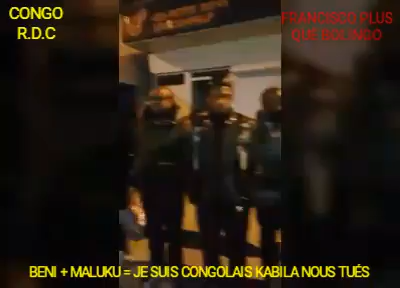 CONGO
R.D.C
FRANCISCO PLUS
QUE BOLINGO
BENI + MALUKU = JE SUIS CONGOLAIS KABILA NOUS TUÉS